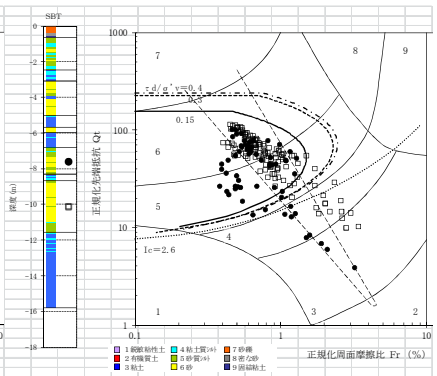 SBT
0
-2
-4
-6
-8
-10
-12
-14
-16
-18
深度 (m)
正規化先端抵抗 Qt
1000
100
10
1
7
8
9
τd/σ'v=0.4
0.3
0.15
6
5
4
Ic=2.6
1
3
2
0.1
1
10
正規化周面摩擦比 Fr (%)
1 鋭敏粘性土
4 粘土質シルト
7 砂礫
2 有機質土
5 砂質シルト
8 密な砂
3 粘土
6 砂
9 固結粘土